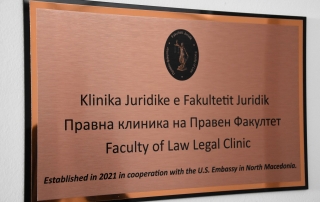 Klinika Juridike e Fakultetit Juridik
Правна клиника на Правен Факултет
Faculty of Law Legal Clinic
Established in 2021 in cooperation with the U.S. Embassy in North Macedonia.